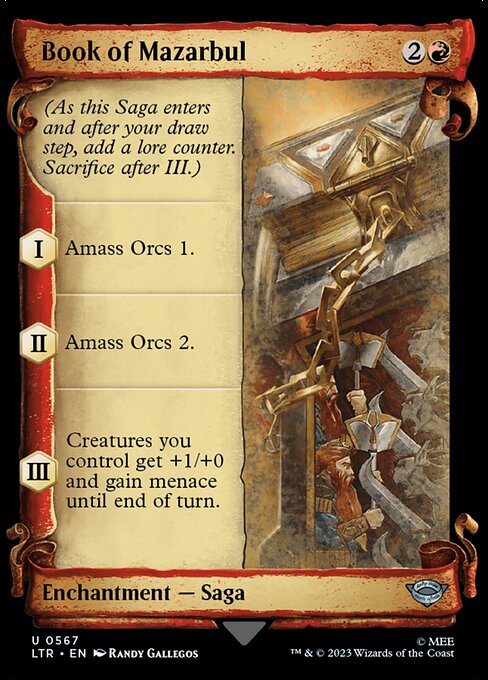 Book of Mazarbul 2
(As this Saga enters
and after your draw
step, add a lore counter.
Sacrifice after III.)
I Amass Orcs 1.
II Amass Orcs 2.
III Creatures you
control get +1/+0
and gain menace
until end of turn.
Enchantment — Saga
U 0567
LTR • EN RANDY GALLEGOS
© MEE
™ & © 2023 Wizards of the Coast